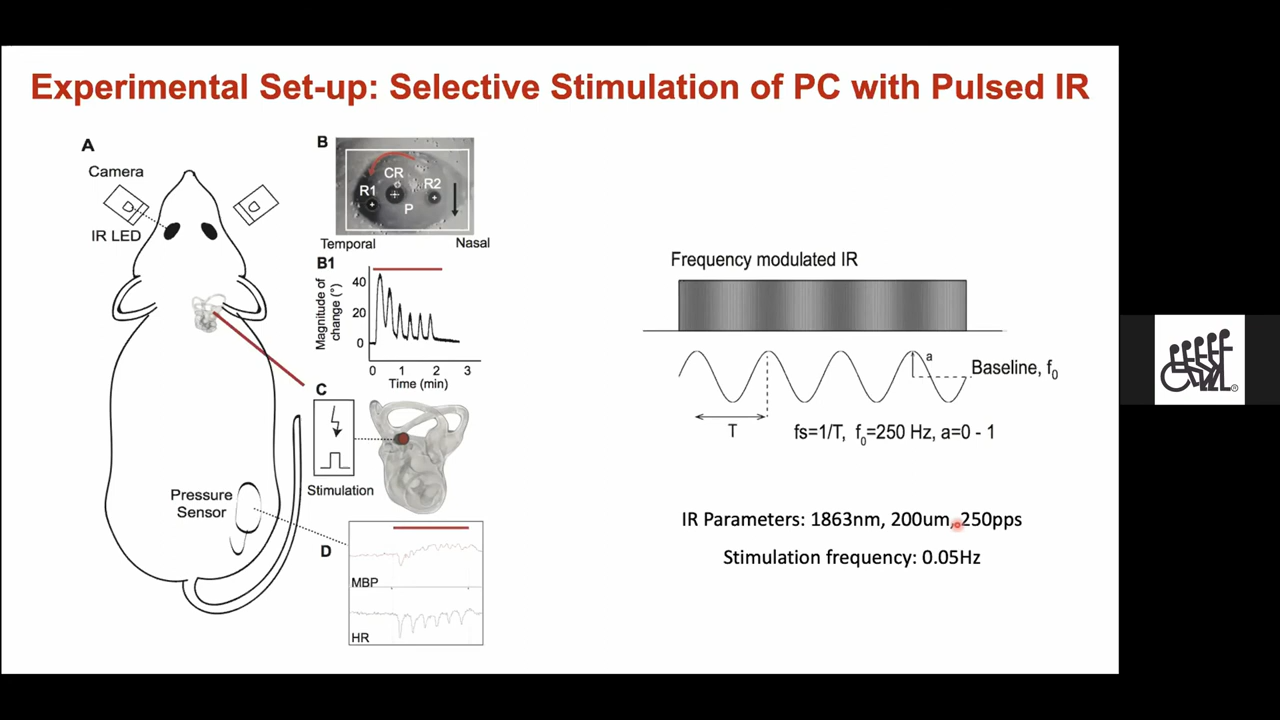 Experimental Set-up: Selective Stimulation of PC with Pulsed IR
A
Camera
IR LED
Pressure
Sensor
B
CR
R1
R2
P
Temporal
Nasal
B1
Magnitude of
change (°)
40
20
0
0 1 2 3
Time (min)
C
Stimulation
D
MBP
HR
Frequency modulated IR
a
Baseline, f₀
T
fs=1/T, f₀=250 Hz, a=0 - 1
IR Parameters: 1863nm, 200um, 250pps
Stimulation frequency: 0.05Hz
®